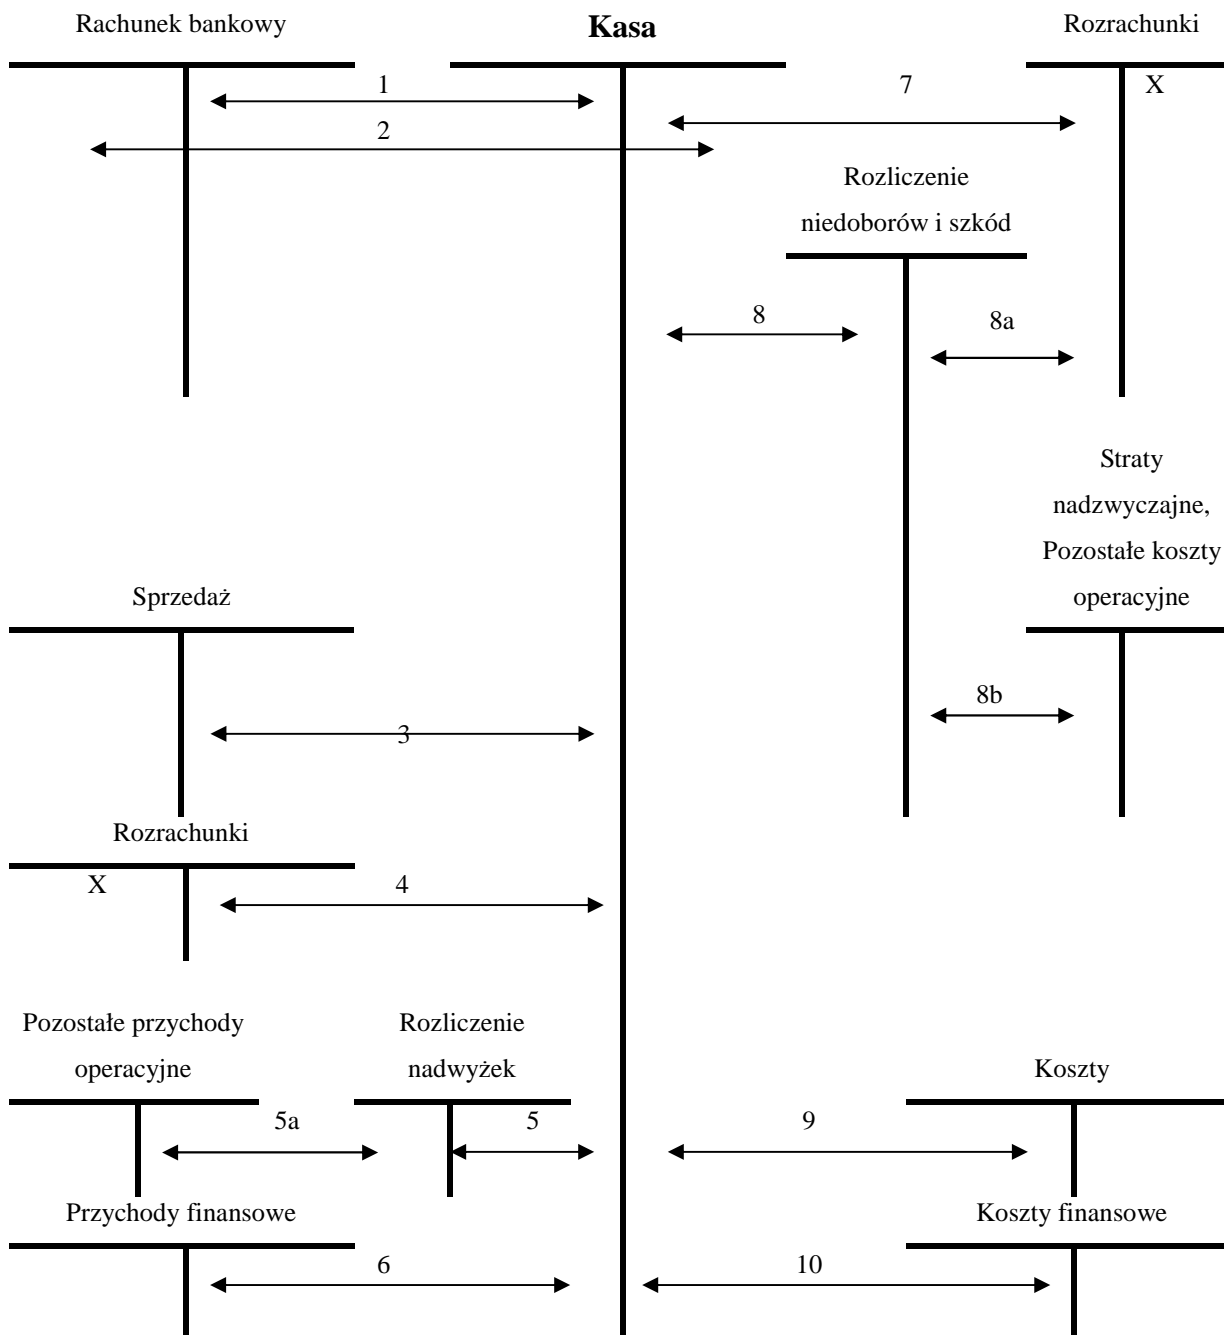 Rachunek bankowy
Kasa
Rozrachunki
1
7
X
2
Rozliczenie
niedoborów i szkód
8
8a
Straty
nadzwyczajne,
Pozostałe koszty
operacyjne
Sprzedaż
8b
3
Rozrachunki
X
4
Pozostałe przychody
operacyjne
Rozliczenie
nadwyżek
Koszty
5a
5
9
Przychody finansowe
Koszty finansowe
6
10